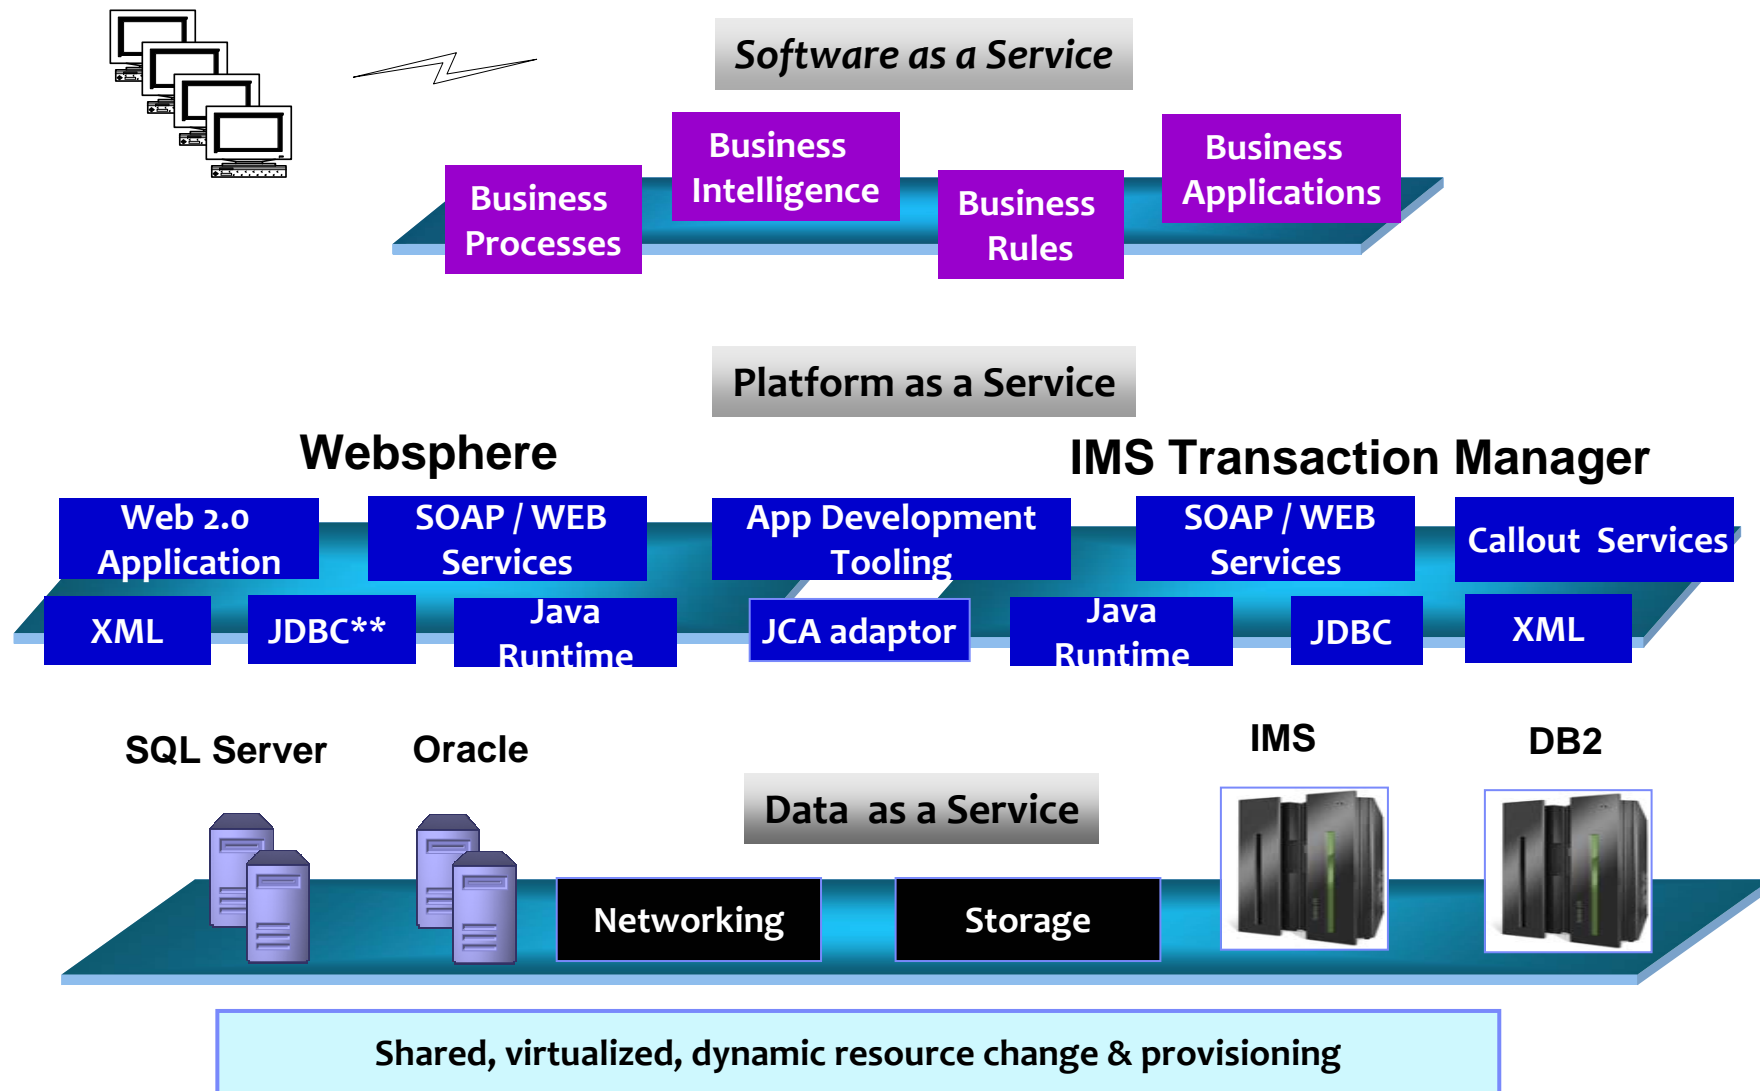 Software as a Service
Business
Processes
Business
Intelligence
Business
Rules
Business
Applications
Platform as a Service
Websphere
IMS Transaction Manager
Web 2.0
Application
SOAP / WEB
Services
App Development
Tooling
SOAP / WEB
Services
Callout Services
XML
JDBC**
Java
Runtime
JCA adaptor
Java
Runtime
JDBC
XML
SQL Server
Oracle
IMS
DB2
Data as a Service
Networking
Storage
Shared, virtualized, dynamic resource change & provisioning